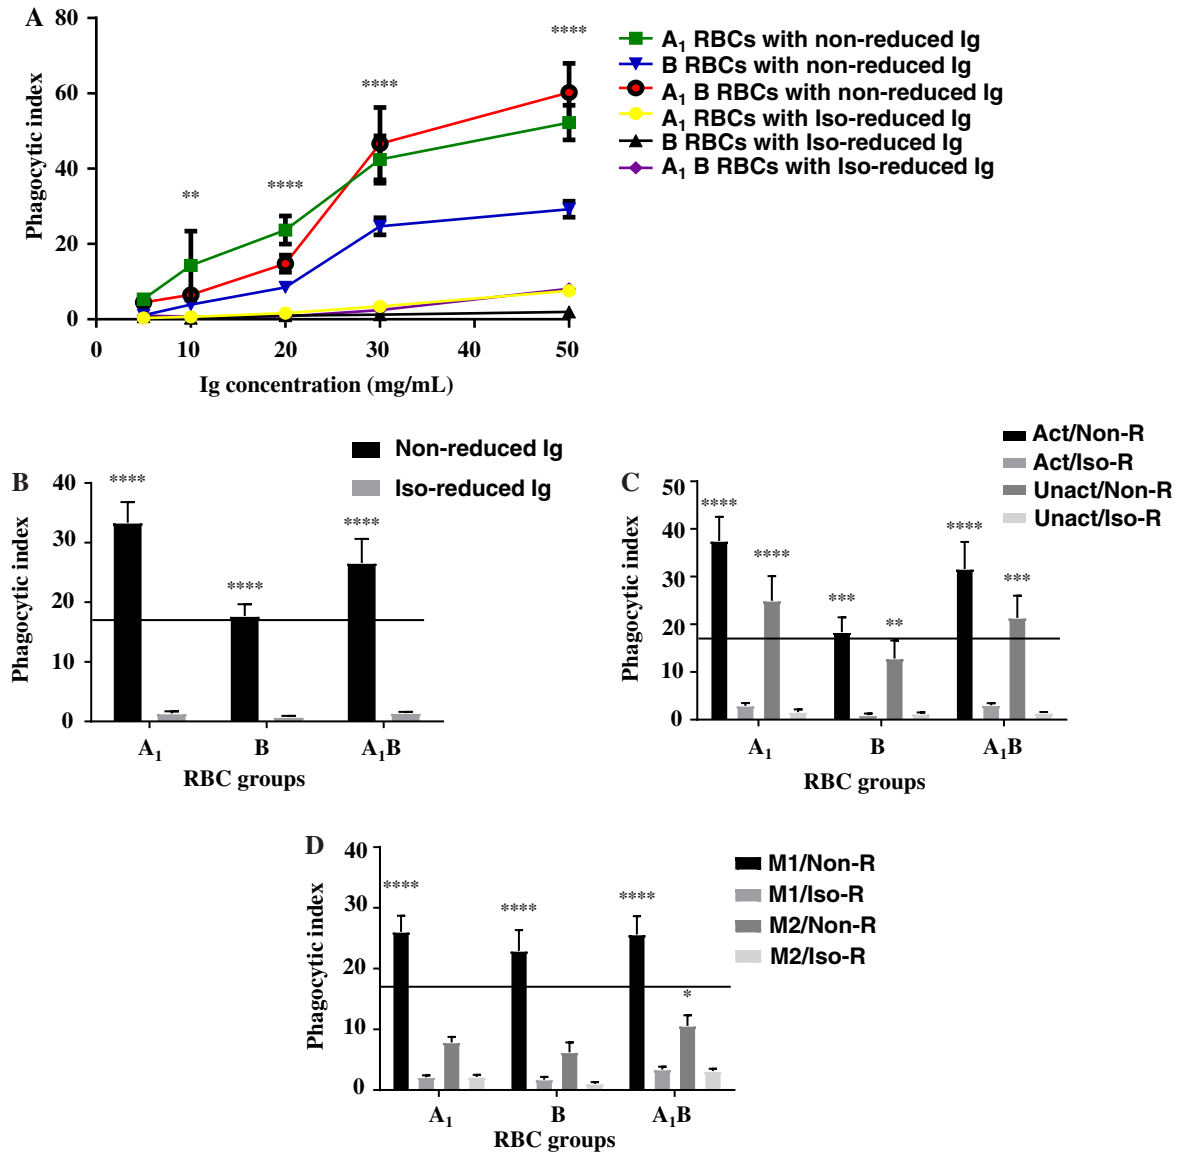 A
80
60
40
20
0
Phagocytic index
**
****
****
****
0 10 20 30 40 50
Ig concentration (mg/mL)
A₁ RBCs with non-reduced Ig
B RBCs with non-reduced Ig
A₁ B RBCs with non-reduced Ig
A₁ RBCs with Iso-reduced Ig
B RBCs with Iso-reduced Ig
A₁ B RBCs with Iso-reduced Ig
B
Non-reduced Ig
Iso-reduced Ig
40
30
20
10
0
Phagocytic index
****
****
****
A₁ B A₁B
RBC groups
C
Act/Non-R
Act/Iso-R
Unact/Non-R
Unact/Iso-R
50
40
30
20
10
0
Phagocytic index
****
****
***
**
****
***
A₁ B A₁B
RBC groups
D
M1/Non-R
M1/Iso-R
M2/Non-R
M2/Iso-R
40
30
20
10
0
Phagocytic index
****
****
****
*
A₁ B A₁B
RBC groups